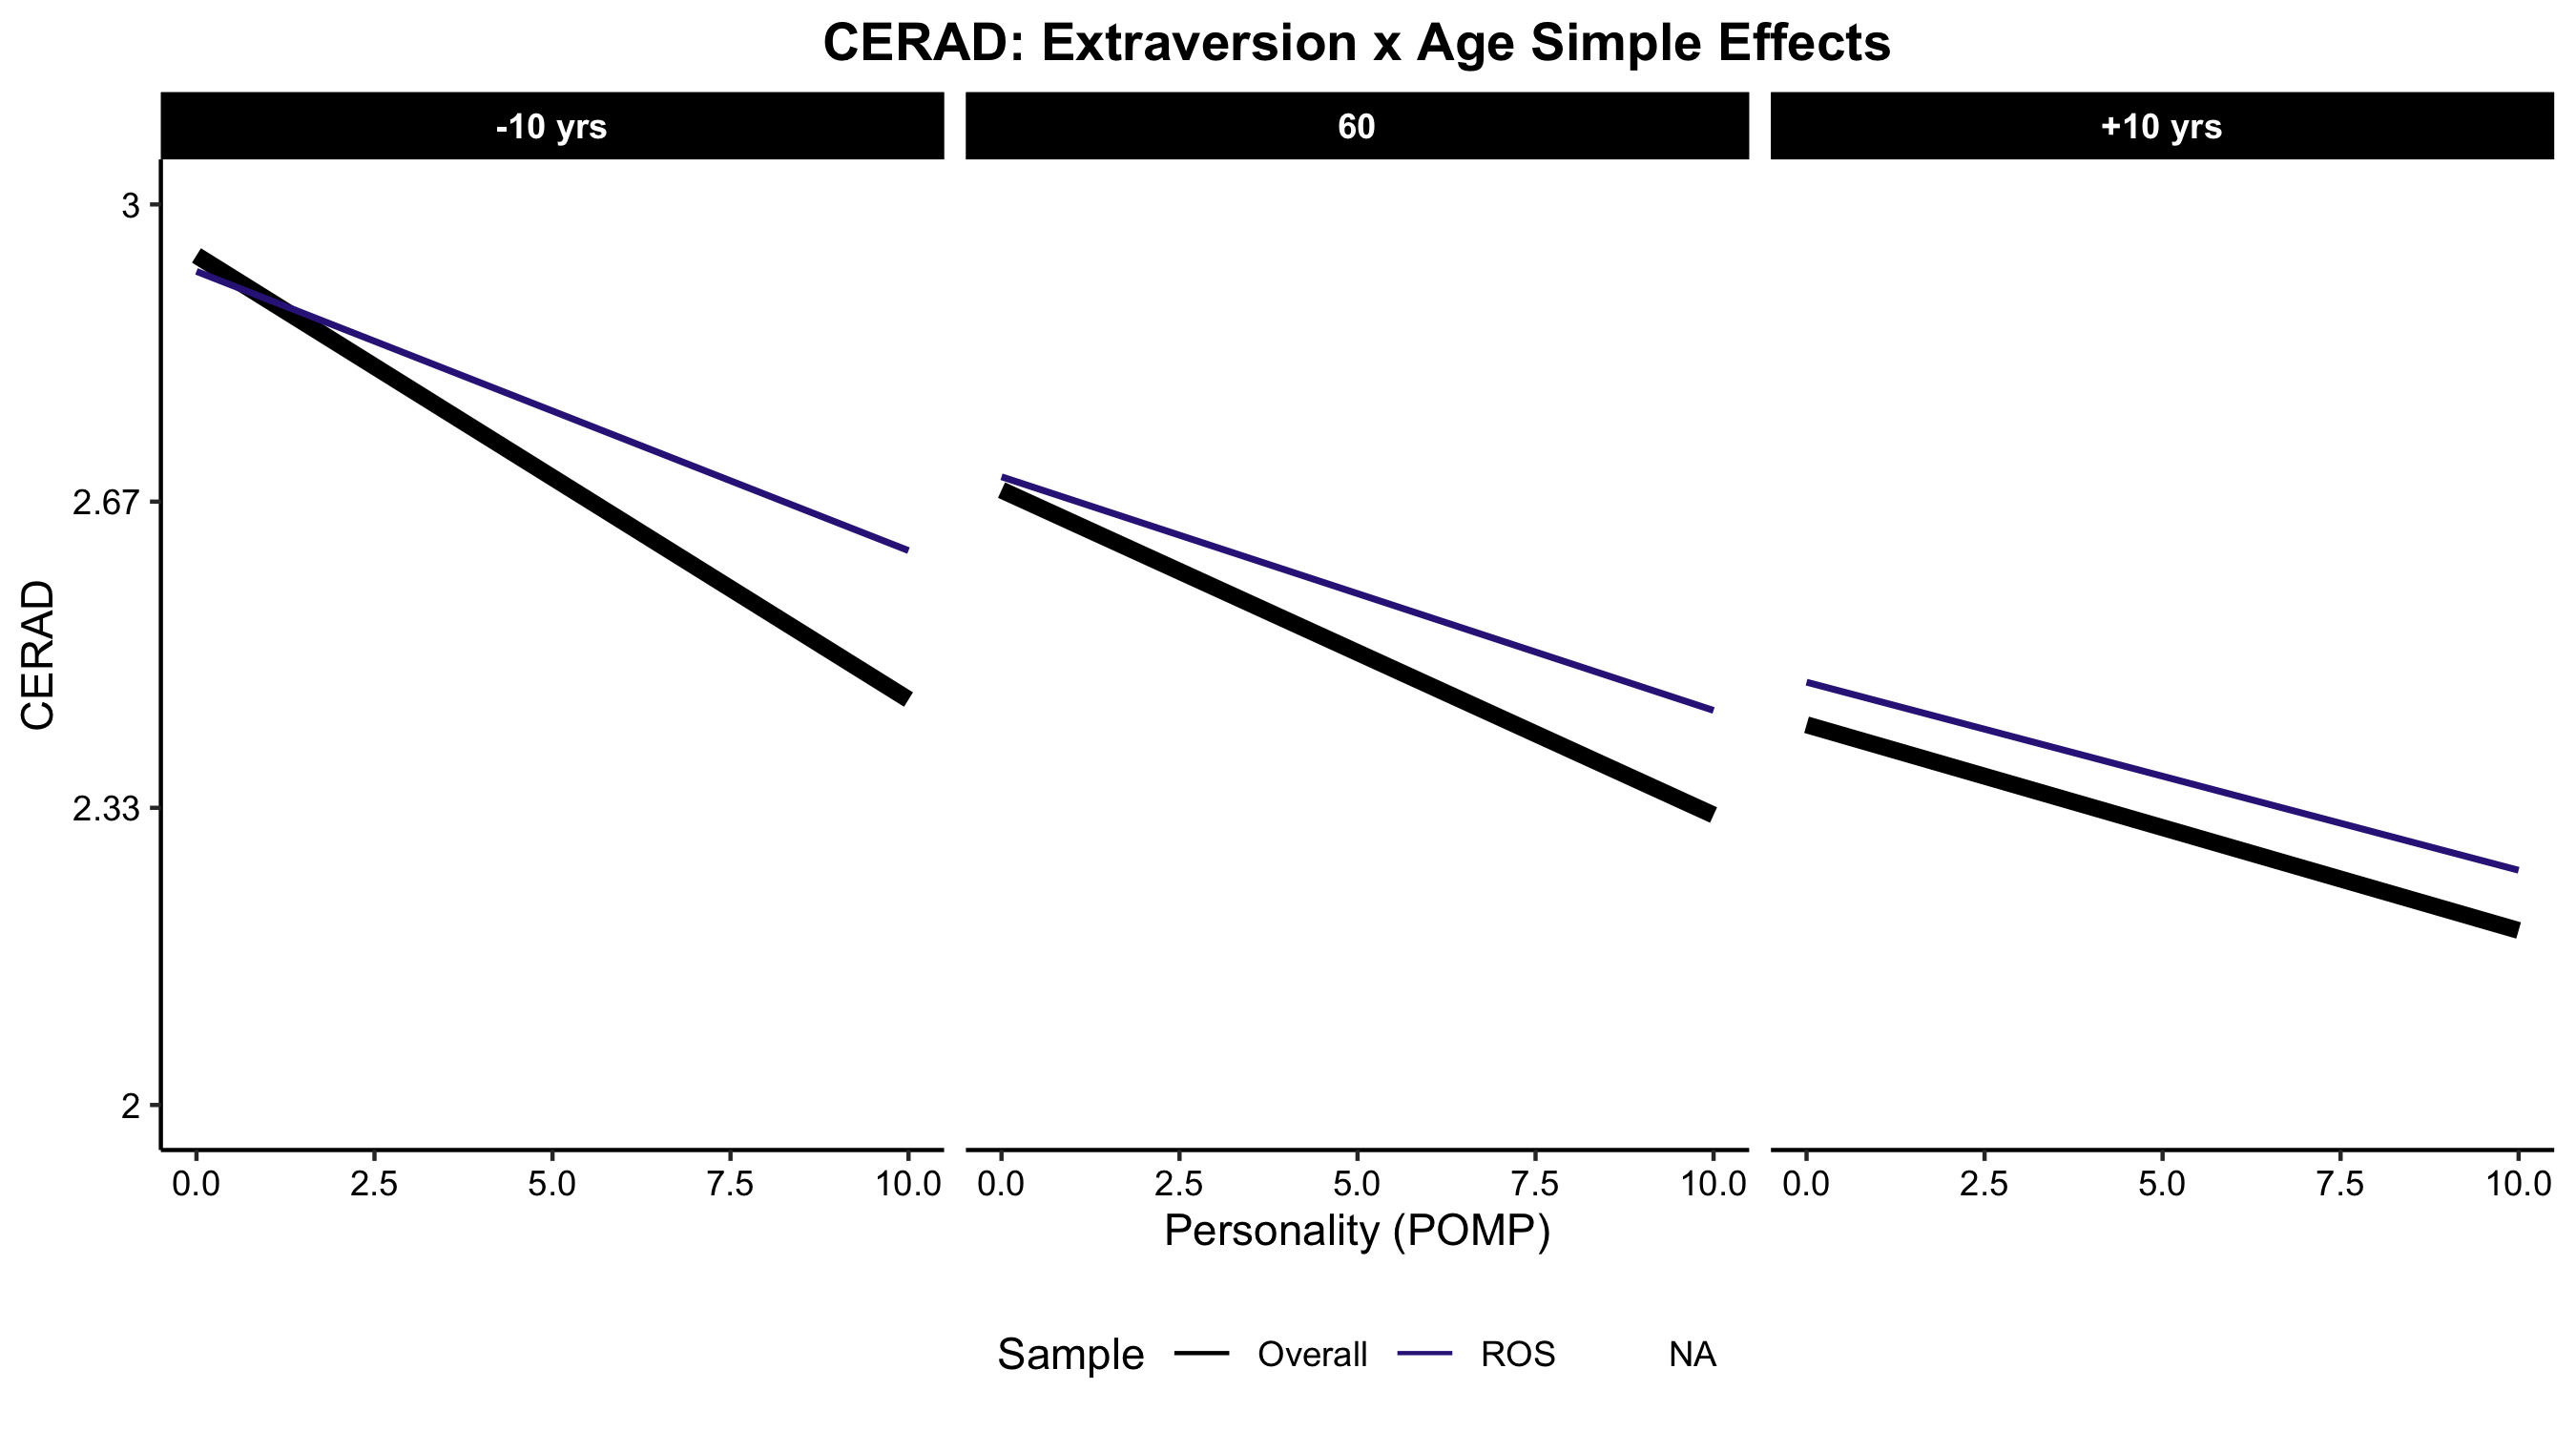 CERAD: Extraversion x Age Simple Effects
-10 yrs 60 +10 yrs
3
2.67
2.33
2
CERAD
0.0 2.5 5.0 7.5 10.0 0.0 2.5 5.0 7.5 10.0 0.0 2.5 5.0 7.5 10.0
Personality (POMP)
Sample Overall ROS NA